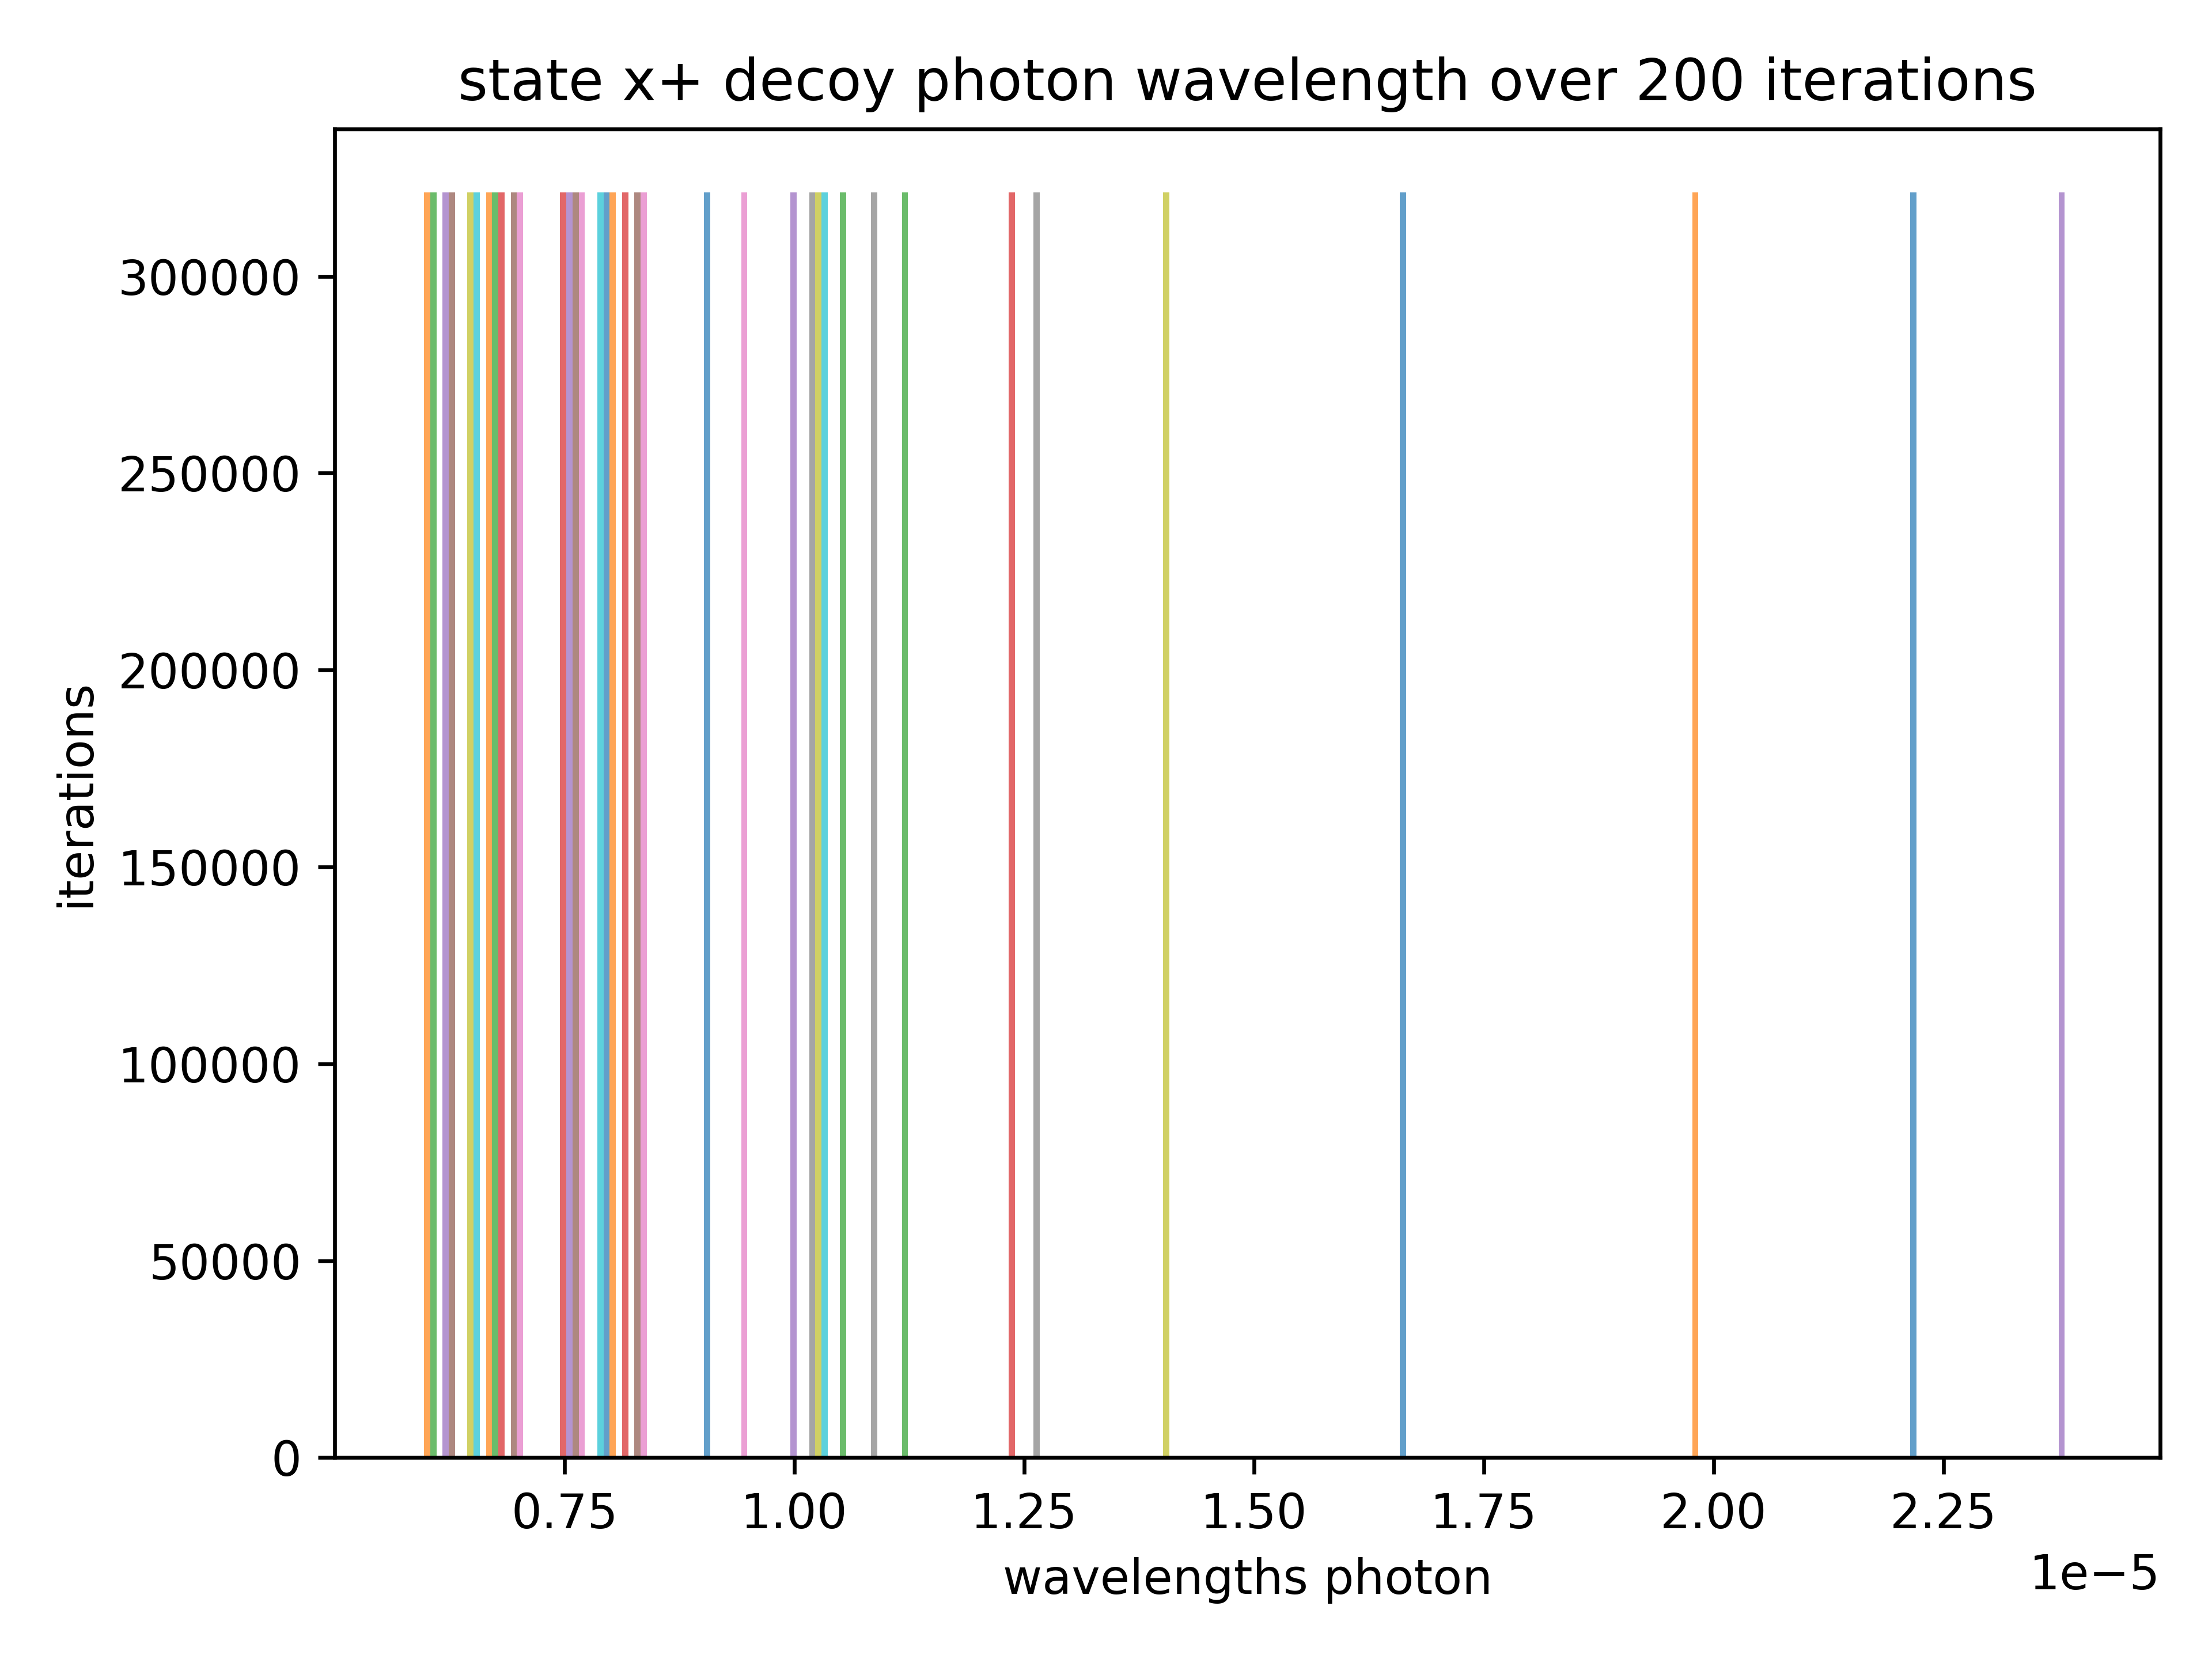 state x+ decoy photon wavelength over 200 iterations
iterations
300000
250000
200000
150000
100000
50000
0
0.75 1.00 1.25 1.50 1.75 2.00 2.25
wavelengths photon
1e−5